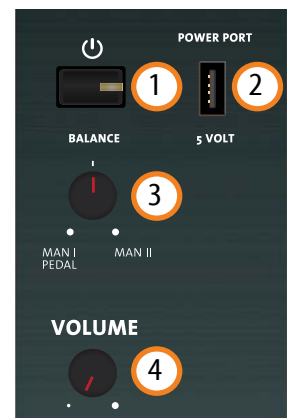 POWER PORT
1
2
BALANCE
5 VOLT
3
MAN I
PEDAL
MAN II
VOLUME
4